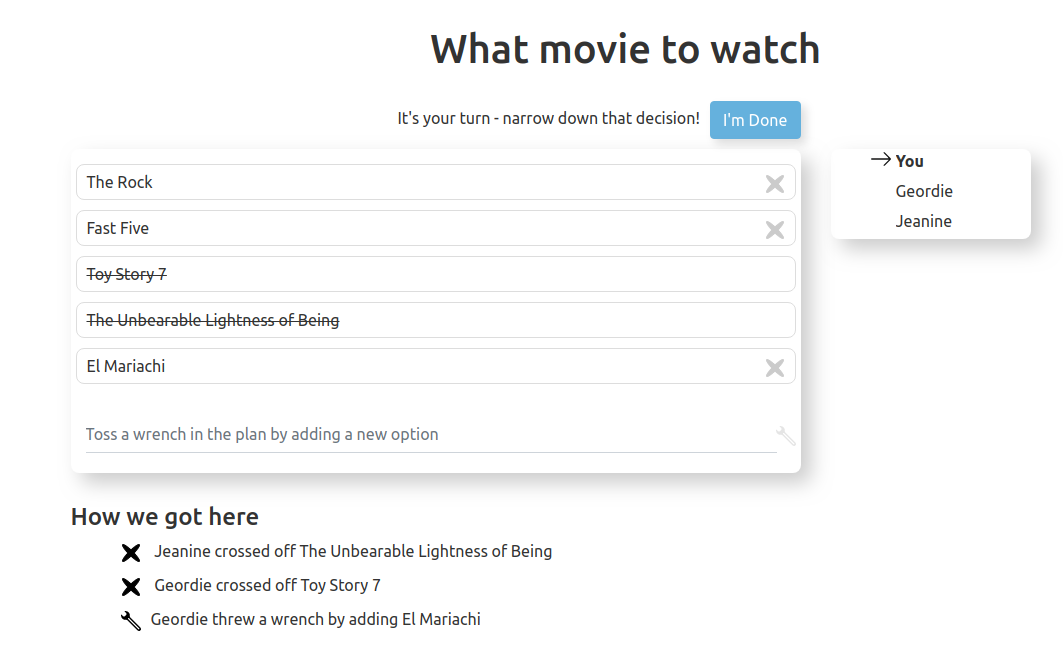 What movie to watch
It's your turn - narrow down that decision! I'm Done
The Rock
Fast Five
Toy Story 7
The Unbearable Lightness of Being
El Mariachi
Toss a wrench in the plan by adding a new option
You
Geordie
Jeanine
How we got here
Jeanine crossed off The Unbearable Lightness of Being
Geordie crossed off Toy Story 7
Geordie threw a wrench by adding El Mariachi